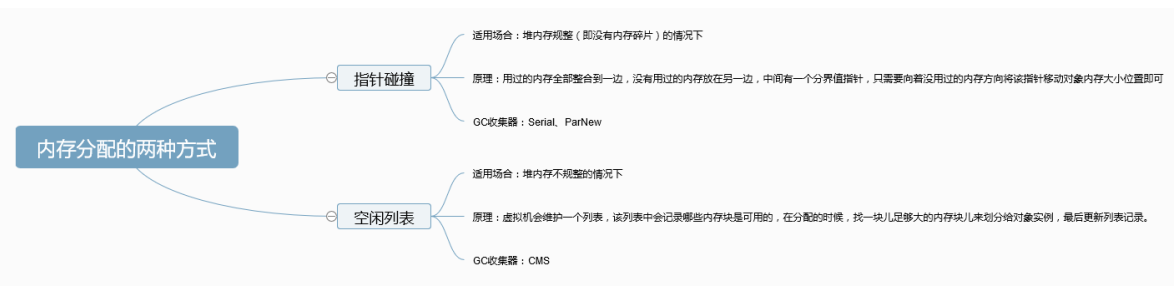 内存分配的两种方式
指针碰撞
适用场合：堆内存规整（即没有内存碎片）的情况下
原理：用过的内存全部整合到一边，没有用过的内存放在另一边，中间有一个分界值指针，只需要向着没用过的内存方向将该指针移动对象内存大小位置即可
GC收集器：Serial、ParNew
空闲列表
适用场合：堆内存不规整的情况下
原理：虚拟机会维护一个列表，该列表中会记录哪些内存块是可用的，在分配的时候，找一块儿足够大的内存块儿来划分给对象实例，最后更新列表记录。
GC收集器：CMS